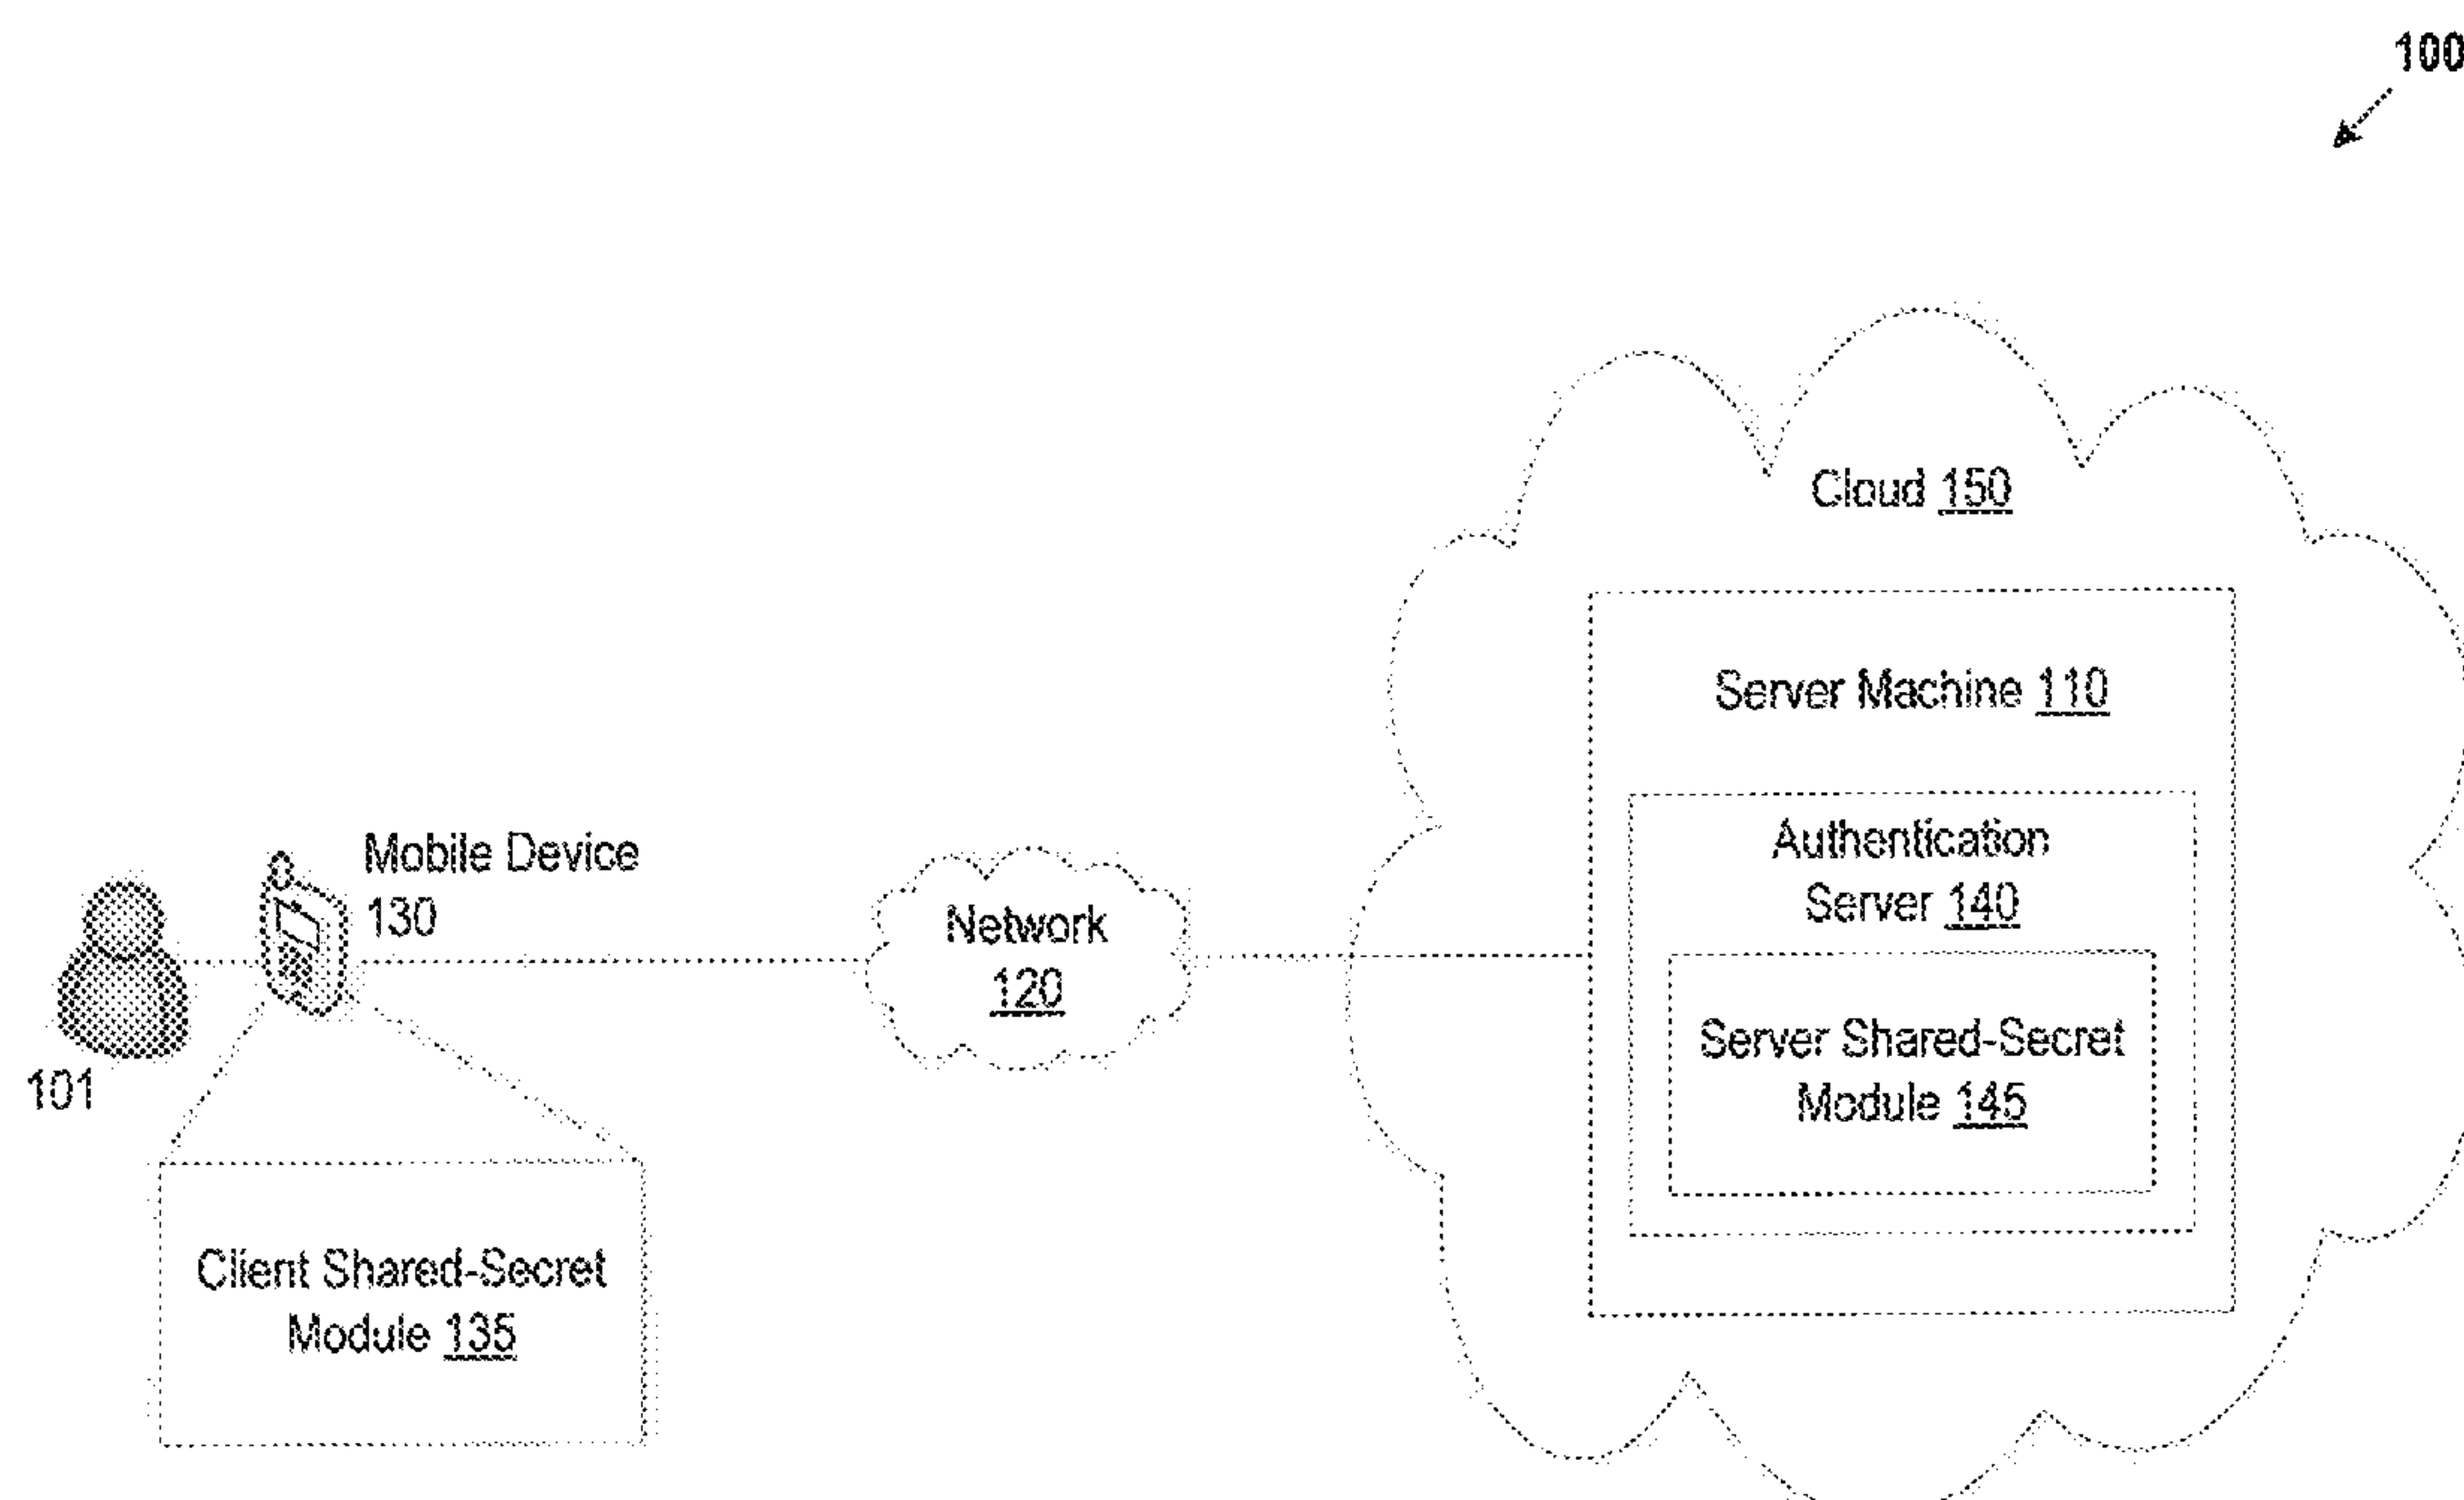 100
Cloud 150
Server Machine 110
Authentication
Server 140
Server Shared-Secret
Module 145
Mobile Device
130
Network
120
101
Client Shared-Secret
Module 135